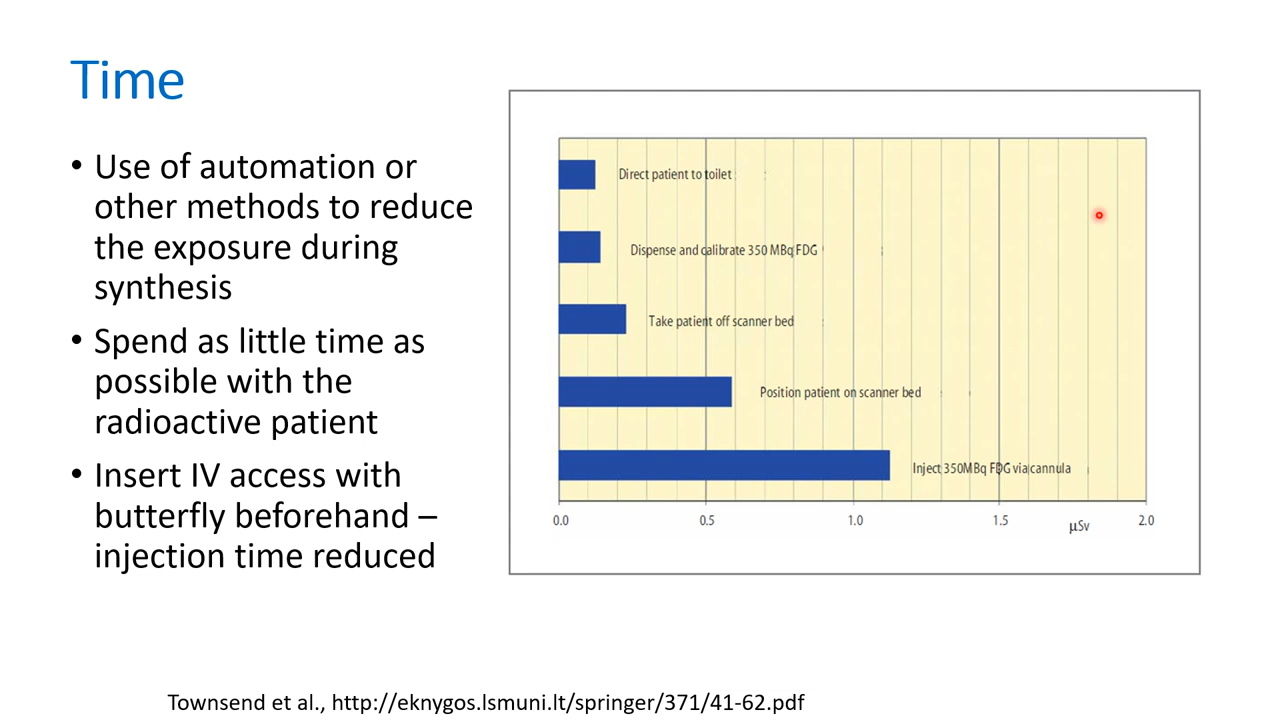 Time
• Use of automation or
other methods to reduce
the exposure during
synthesis
• Spend as little time as
possible with the
radioactive patient
• Insert IV access with
butterfly beforehand –
injection time reduced
Direct patient to toilet
Dispense and calibrate 350 MBq FDG
Take patient off scanner bed
Position patient on scanner bed
Inject 350MBq FDG via cannula
0.0 0.5 1.0 1.5 2.0
µSv
Townsend et al., http://eknygos.lsmuni.lt/springer/371/41-62.pdf